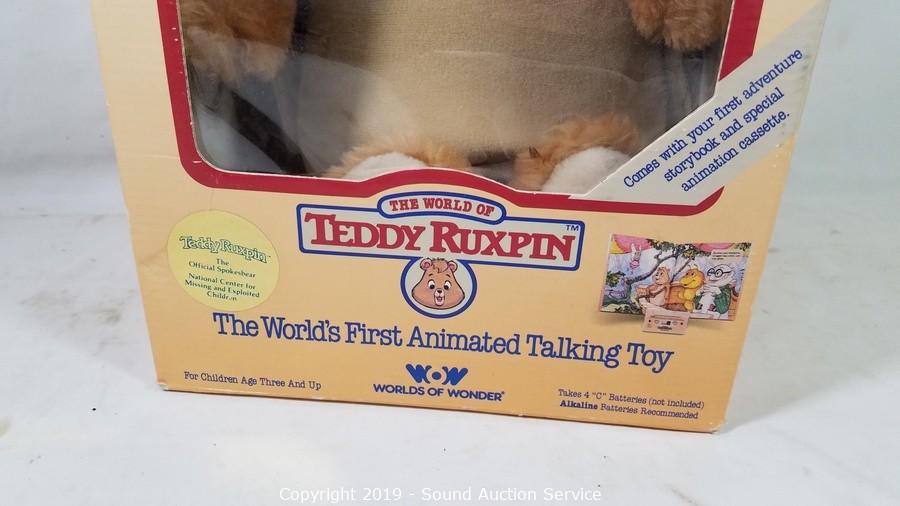 Comes with your first adventure
storybook and special
animation cassette.
THE WORLD OF
TEDDY RUXPIN™
Teddy Ruxpin™
The
Official Spokesbear
National Center for
Missing and Exploited
Children
The World's First Animated Talking Toy
For Children Age Three And Up
WOW
WORLDS OF WONDER®
Takes 4 "C" Batteries (not included)
Alkaline Batteries Recommended
Copyright 2019 - Sound Auction Service